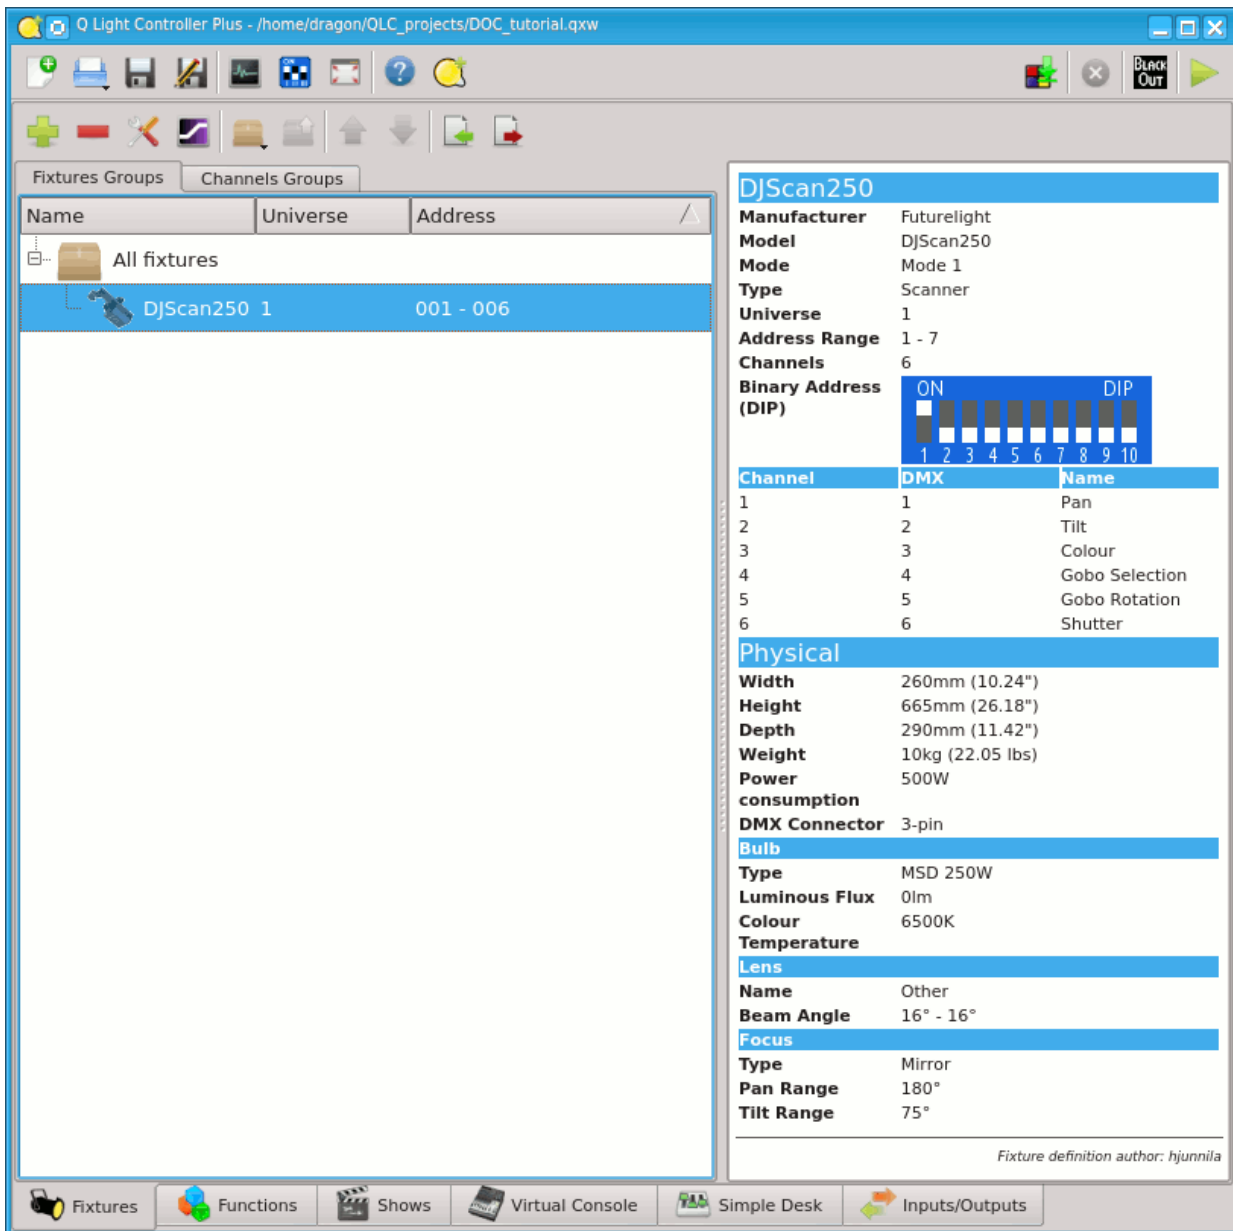 Q Light Controller Plus - /home/dragon/QLC_projects/DOC_tutorial.qxw
BLACK
OUT
Fixtures Groups Channels Groups
Name Universe Address
All fixtures
DJScan250 1 001 - 006
DJScan250
Manufacturer Futurelight
Model DJScan250
Mode Mode 1
Type Scanner
Universe 1
Address Range 1 - 7
Channels 6
Binary Address
(DIP)
ON DIP
1 2 3 4 5 6 7 8 9 10
Channel DMX Name
1 1 Pan
2 2 Tilt
3 3 Colour
4 4 Gobo Selection
5 5 Gobo Rotation
6 6 Shutter
Physical
Width 260mm (10.24")
Height 665mm (26.18")
Depth 290mm (11.42")
Weight 10kg (22.05 lbs)
Power 500W
consumption
DMX Connector 3-pin
Bulb
Type MSD 250W
Luminous Flux 0lm
Colour 6500K
Temperature
Lens
Name Other
Beam Angle 16° - 16°
Focus
Type Mirror
Pan Range 180°
Tilt Range 75°
Fixture definition author: hjunnila
Fixtures Functions Shows Virtual Console Simple Desk Inputs/Outputs